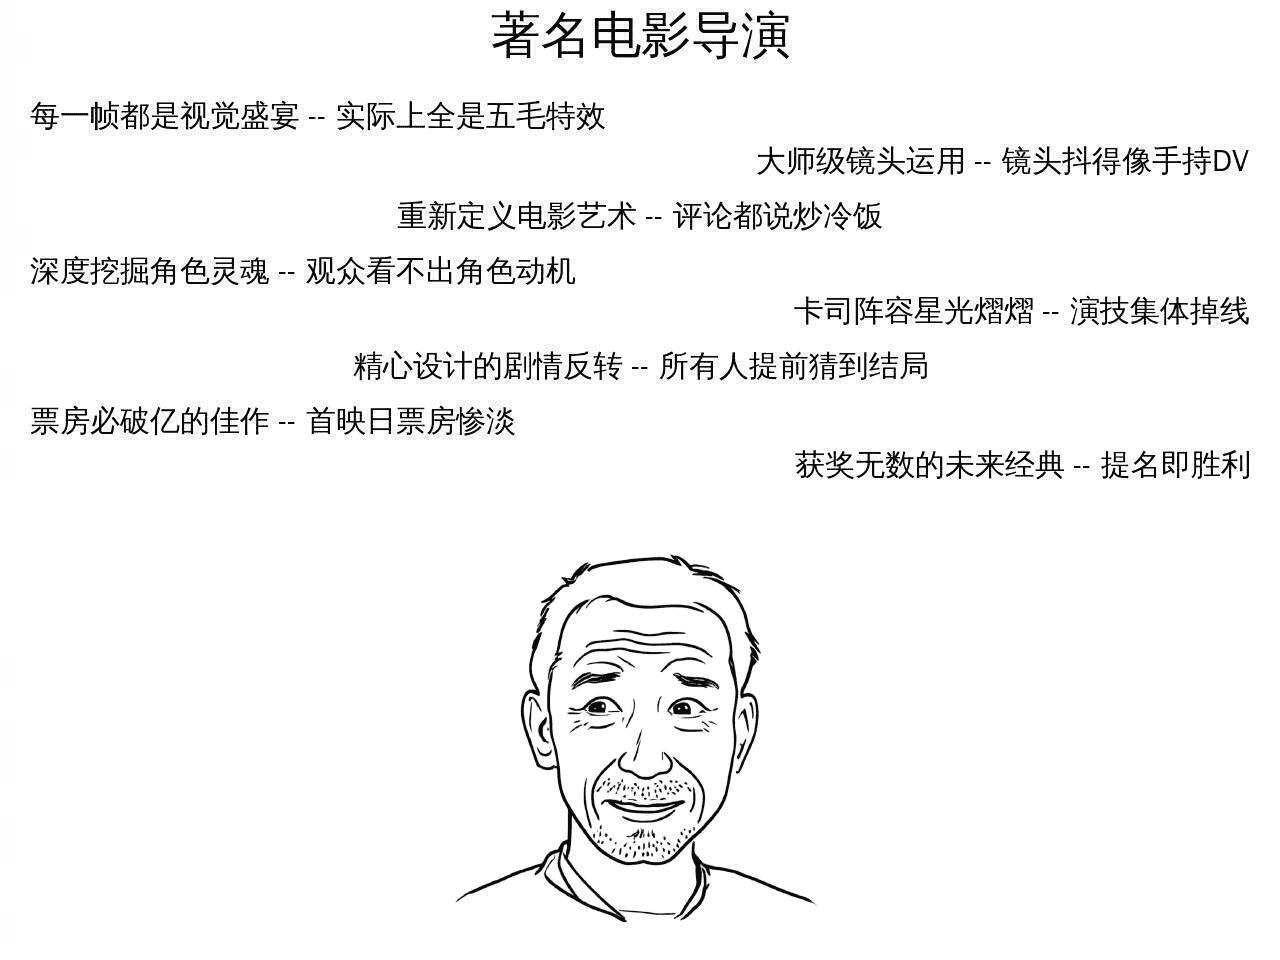 著名电影导演
每一帧都是视觉盛宴 -- 实际上全是五毛特效
大师级镜头运用 -- 镜头抖得像手持DV
重新定义电影艺术 -- 评论都说炒冷饭
深度挖掘角色灵魂 -- 观众看不出角色动机
卡司阵容星光熠熠 -- 演技集体掉线
精心设计的剧情反转 -- 所有人提前猜到结局
票房必破亿的佳作 -- 首映日票房惨淡
获奖无数的未来经典 -- 提名即胜利